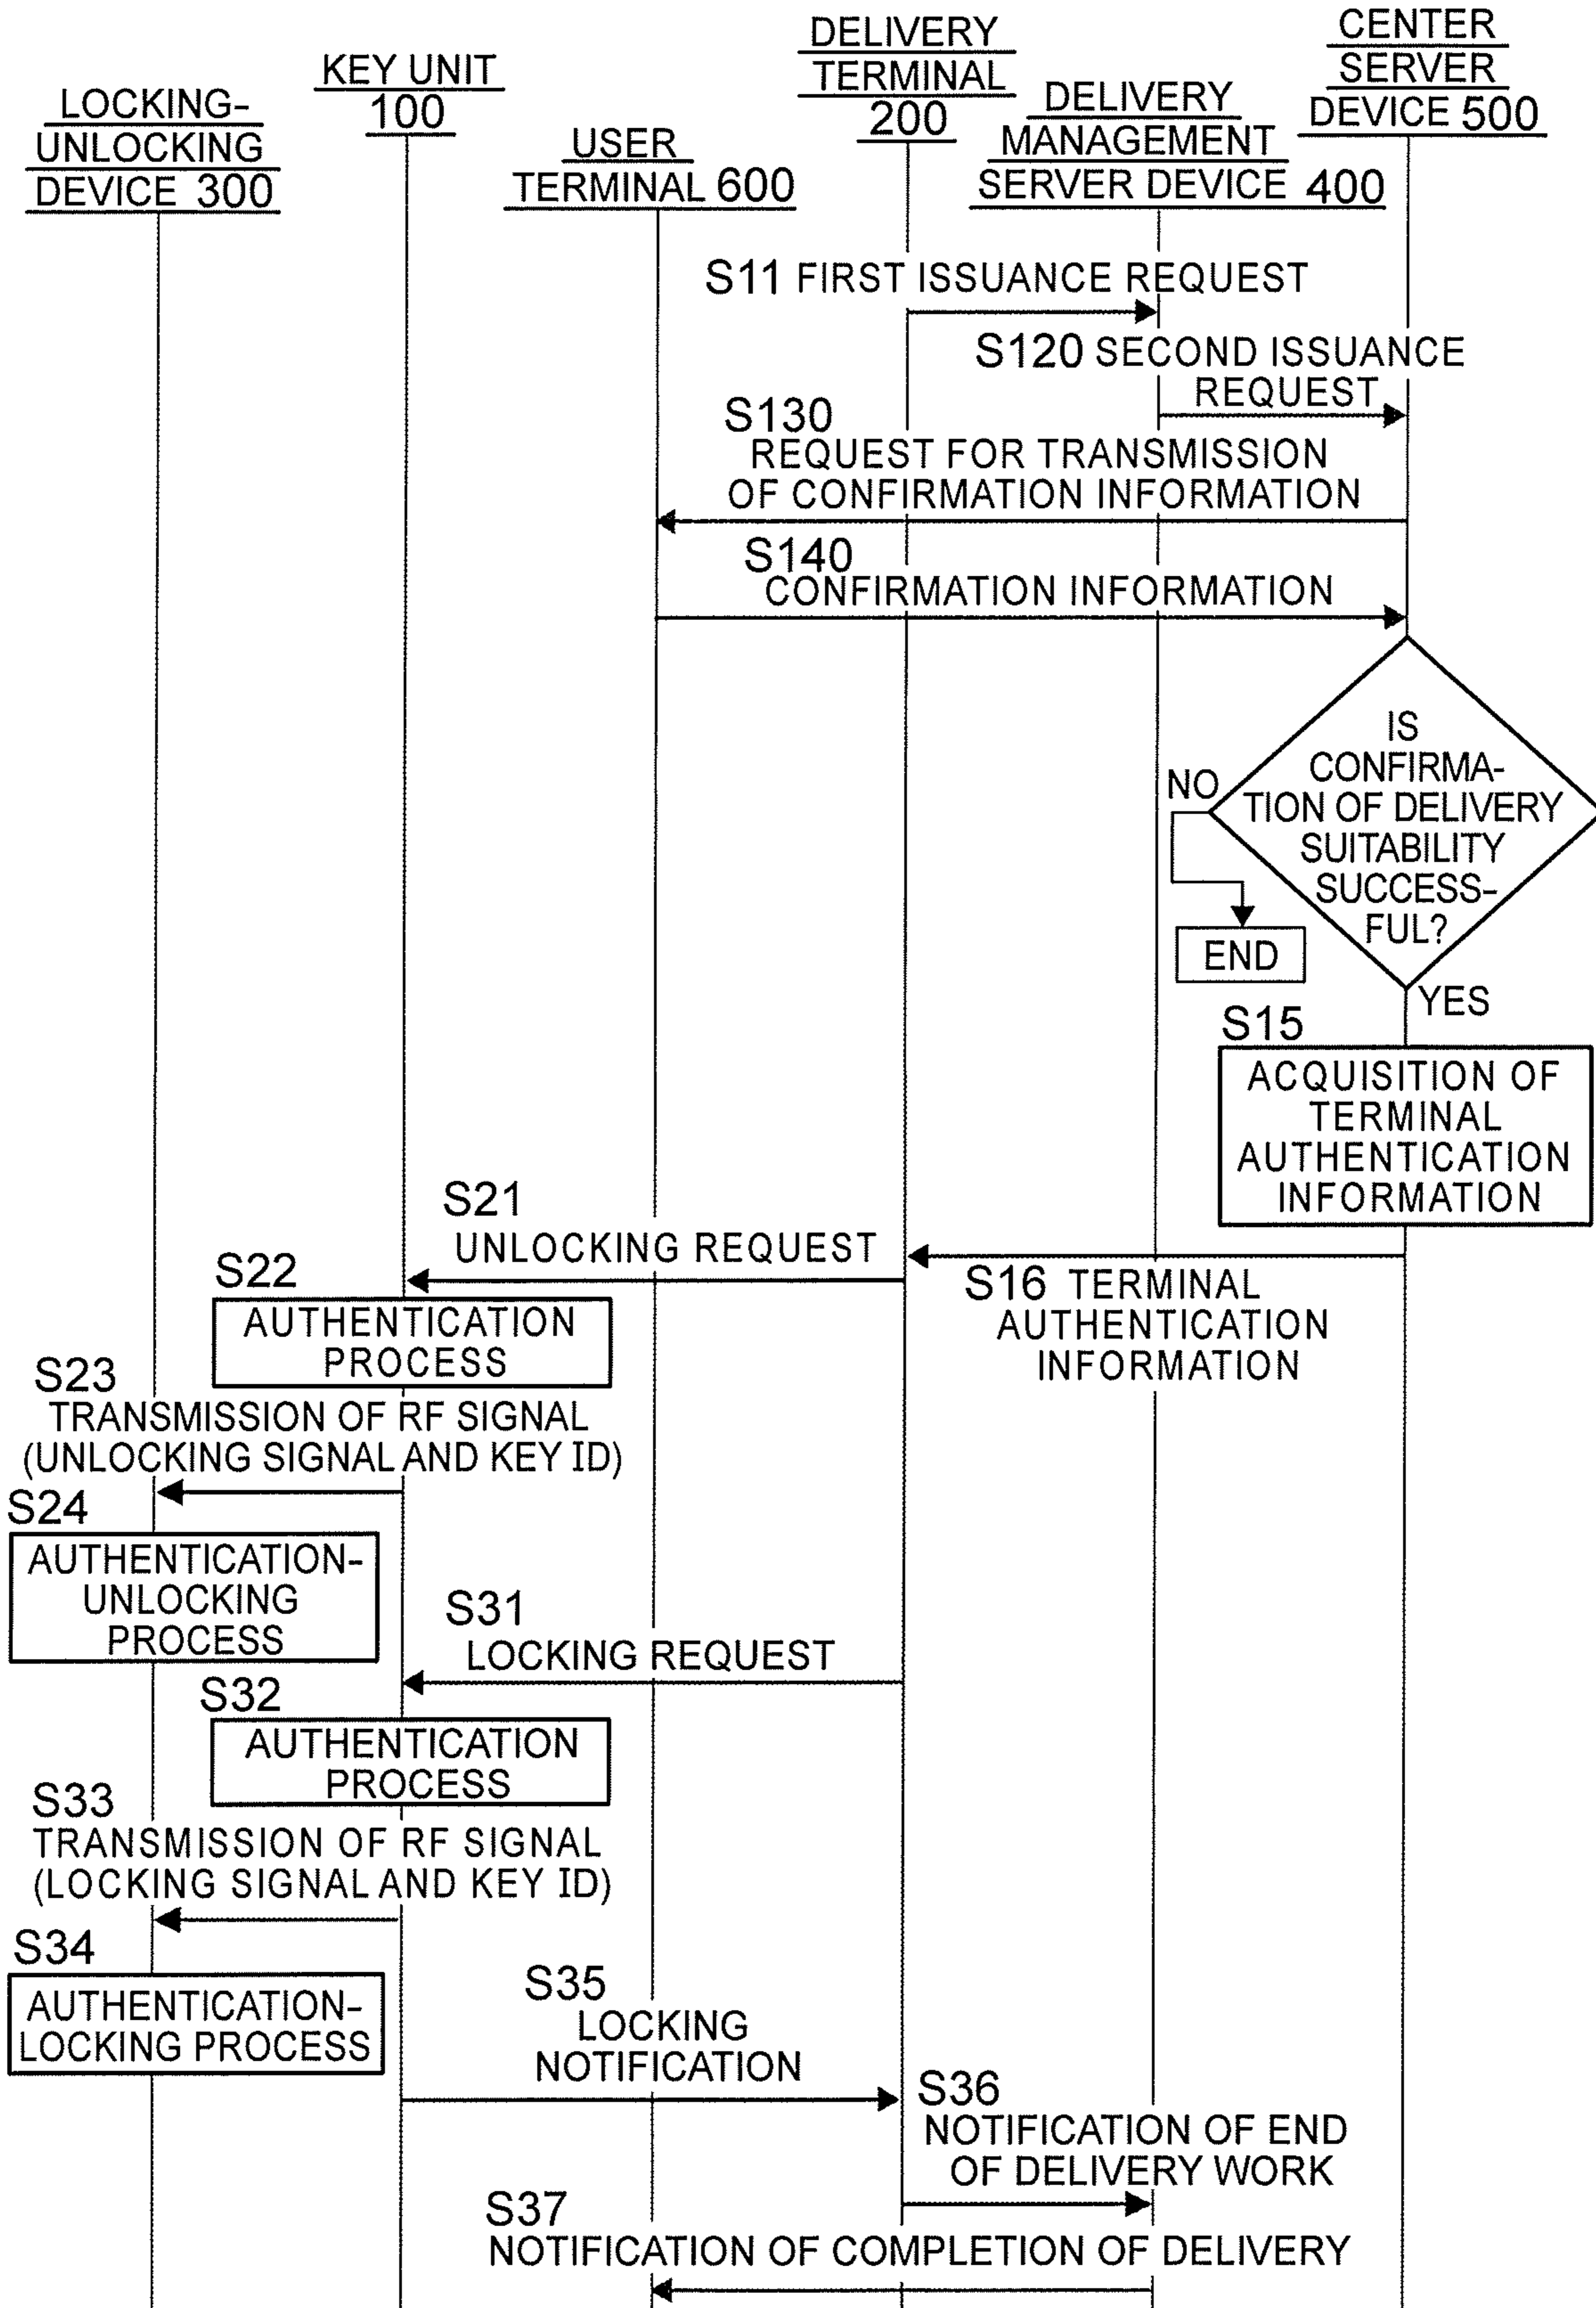 LOCKING-
UNLOCKING
DEVICE 300
KEY UNIT
100
USER
TERMINAL 600
DELIVERY
TERMINAL
200
DELIVERY
MANAGEMENT
SERVER DEVICE 400
CENTER
SERVER
DEVICE 500
S11 FIRST ISSUANCE REQUEST
S120 SECOND ISSUANCE
REQUEST
S130
REQUEST FOR TRANSMISSION
OF CONFIRMATION INFORMATION
S140
CONFIRMATION INFORMATION
IS
CONFIRMA-
TION OF DELIVERY
SUITABILITY
SUCCESS-
FUL?
NO
END
YES
S15
ACQUISITION OF
TERMINAL
AUTHENTICATION
INFORMATION
S16 TERMINAL
AUTHENTICATION
INFORMATION
S21
UNLOCKING REQUEST
S22
AUTHENTICATION
PROCESS
S23
TRANSMISSION OF RF SIGNAL
(UNLOCKING SIGNAL AND KEY ID)
S24
AUTHENTICATION-
UNLOCKING
PROCESS
S31
LOCKING REQUEST
S32
AUTHENTICATION
PROCESS
S33
TRANSMISSION OF RF SIGNAL
(LOCKING SIGNAL AND KEY ID)
S34
AUTHENTICATION-
LOCKING PROCESS
S35
LOCKING
NOTIFICATION
S36
NOTIFICATION OF END
OF DELIVERY WORK
S37
NOTIFICATION OF COMPLETION OF DELIVERY